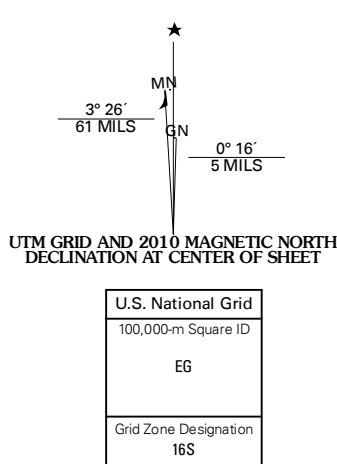 MN
3° 26´
61 MILS
GN
0° 16´
5 MILS
UTM GRID AND 2010 MAGNETIC NORTH
DECLINATION AT CENTER OF SHEET
U.S. National Grid
100,000-m Square ID
EG
Grid Zone Designation
16S